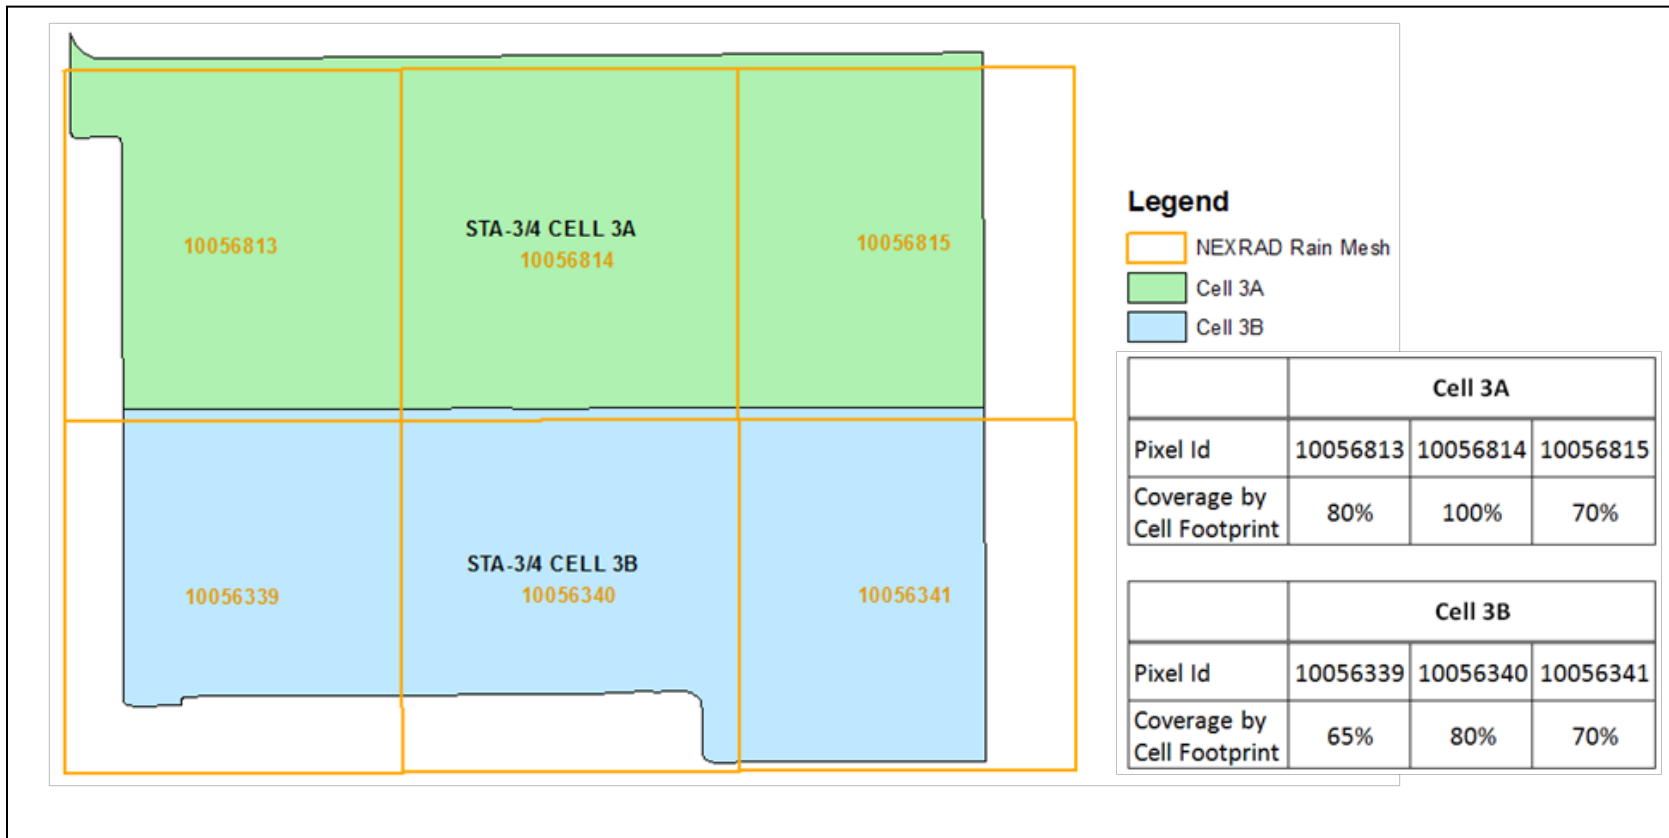 STA-3/4 CELL 3A
10056813
10056814
10056815
STA-3/4 CELL 3B
10056339
10056340
10056341
Legend
NEXRAD Rain Mesh
Cell 3A
Cell 3B
Cell 3A
Pixel Id 10056813 10056814 10056815
Coverage by
Cell Footprint 80% 100% 70%
Cell 3B
Pixel Id 10056339 10056340 10056341
Coverage by
Cell Footprint 65% 80% 70%